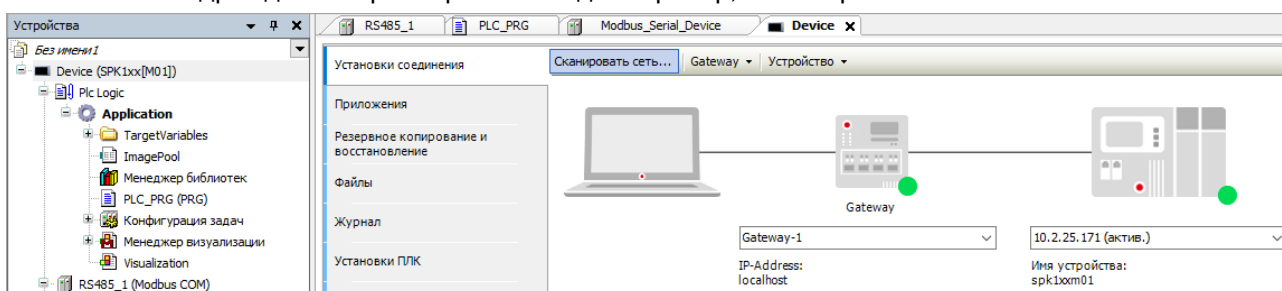 Устройства
Без имени1
Device (SPK1xx[M01])
Plc Logic
Application
TargetVariables
ImagePool
Менеджер библиотек
PLC_PRG (PRG)
Конфигурация задач
Менеджер визуализации
Visualization
RS485_1 (Modbus COM)
RS485_1
PLC_PRG
Modbus_Serial_Device
Device
Установки соединения
Приложения
Резервное копирование и
восстановление
Файлы
Журнал
Установки ПЛК
Сканировать сеть...
Gateway
Устройство
Gateway
Gateway-1
IP-Address:
localhost
10.2.25.171 (актив.)
Имя устройства:
spk1xxm01